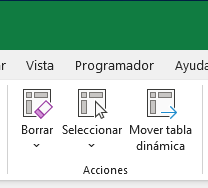 Vista Programador Ayuda
Borrar Seleccionar Mover tabla
dinámica
Acciones